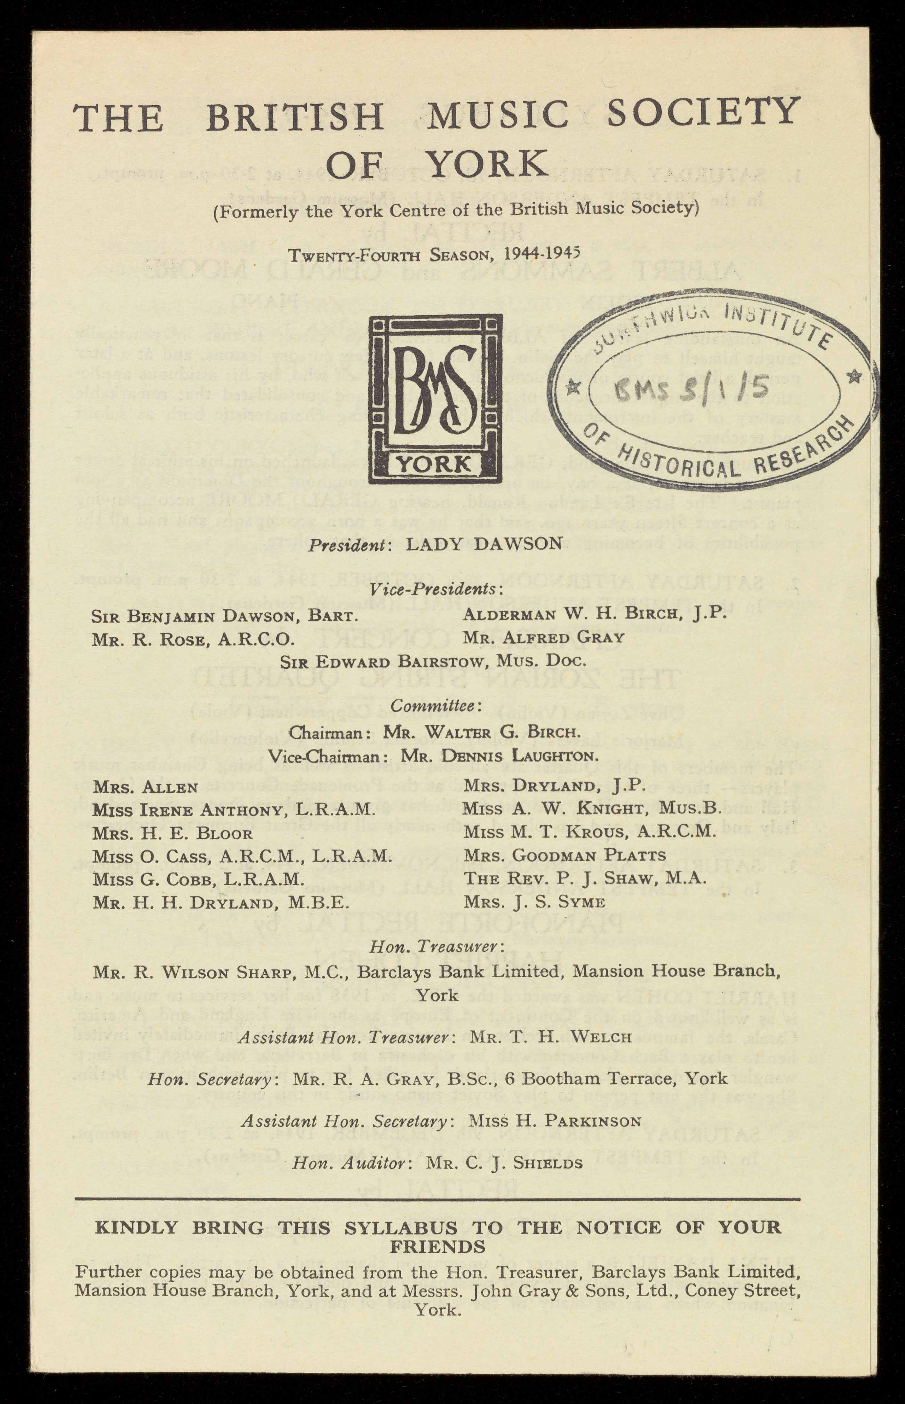 THE BRITISH MUSIC SOCIETY
OF YORK
(Formerly the York Centre of the British Music Society)
TWENTY-FOURTH SEASON, 1944-1945
BMS
YORK
BORTHWICK INSTITUTE
BMS 3/1/5
OF HISTORICAL RESEARCH
President: LADY DAWSON
Vice-Presidents:
SIR BENJAMIN DAWSON, BART. ALDERMAN W. H. BIRCH, J.P.
MR. R. ROSE, A.R.C.O. MR. ALFRED GRAY
SIR EDWARD BAIRSTOW, MUS. DOC.
Committee:
Chairman: MR. WALTER G. BIRCH.
Vice-Chairman: MR. DENNIS LAUGHTON.
MRS. ALLEN MRS. DRYLAND, J.P.
MISS IRENE ANTHONY, L.R.A.M. MISS A. W. KNIGHT, MUS.B.
MRS. H. E. BLOOR MISS M. T. KROUS, A.R.C.M.
MISS O. CASS, A.R.C.M., L.R.A.M. MRS. GOODMAN PLATTS
MISS G. COBB, L.R.A.M. THE REV. P. J. SHAW, M.A.
MR. H. H. DRYLAND, M.B.E. MRS. J. S. SYME
Hon. Treasurer:
MR. R. WILSON SHARP, M.C., Barclays Bank Limited, Mansion House Branch,
York
Assistant Hon. Treasurer: MR. T. H. WELCH
Hon. Secretary: MR. R. A. GRAY, B.SC., 6 Bootham Terrace, York
Assistant Hon. Secretary: MISS H. PARKINSON
Hon. Auditor: MR. C. J. SHIELDS
KINDLY BRING THIS SYLLABUS TO THE NOTICE OF YOUR
FRIENDS
Further copies may be obtained from the Hon. Treasurer, Barclays Bank Limited,
Mansion House Branch, York, and at Messrs. John Gray & Sons, Ltd., Coney Street,
York.